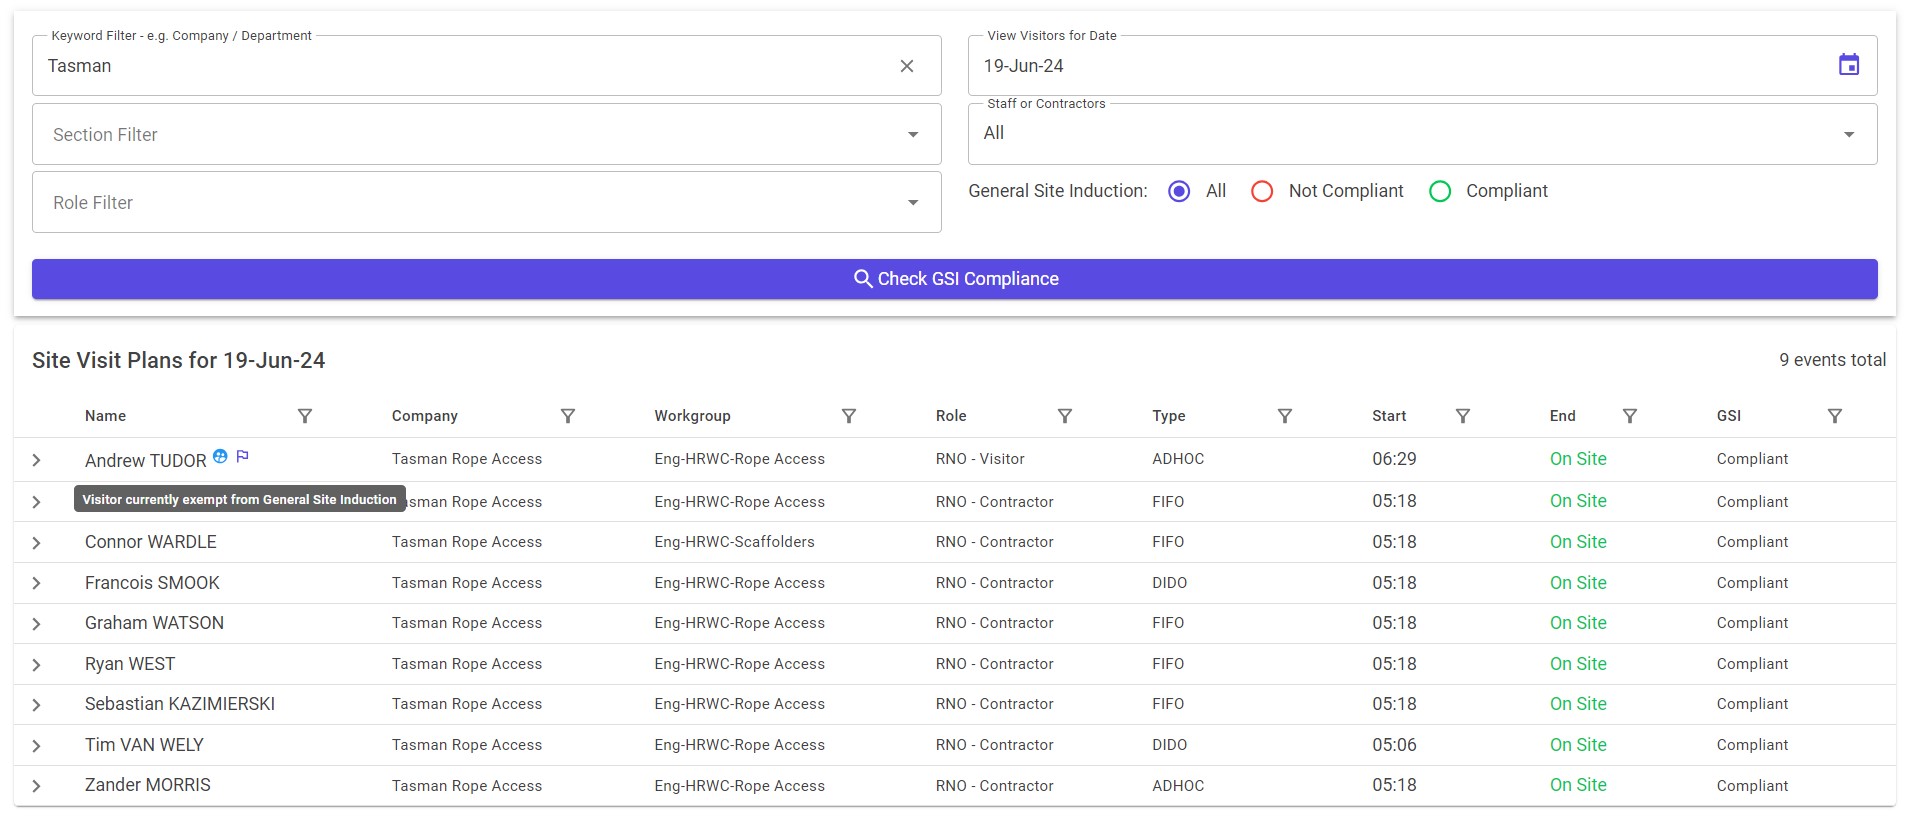 Keyword Filter - e.g. Company / Department
Tasman
View Visitors for Date
19-Jun-24
Section Filter
Staff or Contractors
All
Role Filter
General Site Induction: All Not Compliant Compliant
Check GSI Compliance
Site Visit Plans for 19-Jun-24
9 events total
Name Company Workgroup Role Type Start End GSI
Andrew TUDOR Tasman Rope Access Eng-HRWC-Rope Access RNO - Visitor ADHOC 06:29 On Site Compliant
Visitor currently exempt from General Site Induction
Rope Access Eng-HRWC-Rope Access RNO - Contractor FIFO 05:18 On Site Compliant
Connor WARDLE Tasman Rope Access Eng-HRWC-Scaffolders RNO - Contractor FIFO 05:18 On Site Compliant
Francois SMOOK Tasman Rope Access Eng-HRWC-Rope Access RNO - Contractor DIDO 05:18 On Site Compliant
Graham WATSON Tasman Rope Access Eng-HRWC-Rope Access RNO - Contractor FIFO 05:18 On Site Compliant
Ryan WEST Tasman Rope Access Eng-HRWC-Rope Access RNO - Contractor FIFO 05:18 On Site Compliant
Sebastian KAZIMIERSKI Tasman Rope Access Eng-HRWC-Rope Access RNO - Contractor FIFO 05:18 On Site Compliant
Tim VAN WELY Tasman Rope Access Eng-HRWC-Rope Access RNO - Contractor DIDO 05:06 On Site Compliant
Zander MORRIS Tasman Rope Access Eng-HRWC-Rope Access RNO - Contractor ADHOC 05:18 On Site Compliant